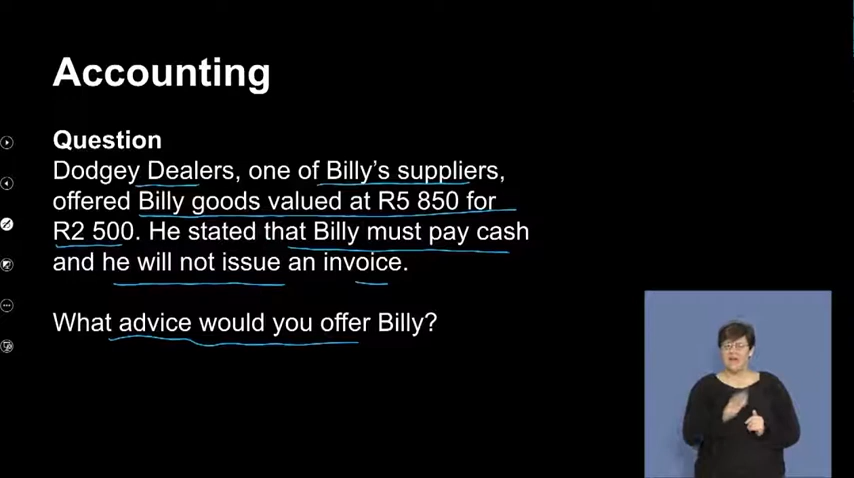 Accounting
Question
Dodgey Dealers, one of Billy's suppliers,
offered Billy goods valued at R5 850 for
R2 500. He stated that Billy must pay cash
and he will not issue an invoice.
What advice would you offer Billy?